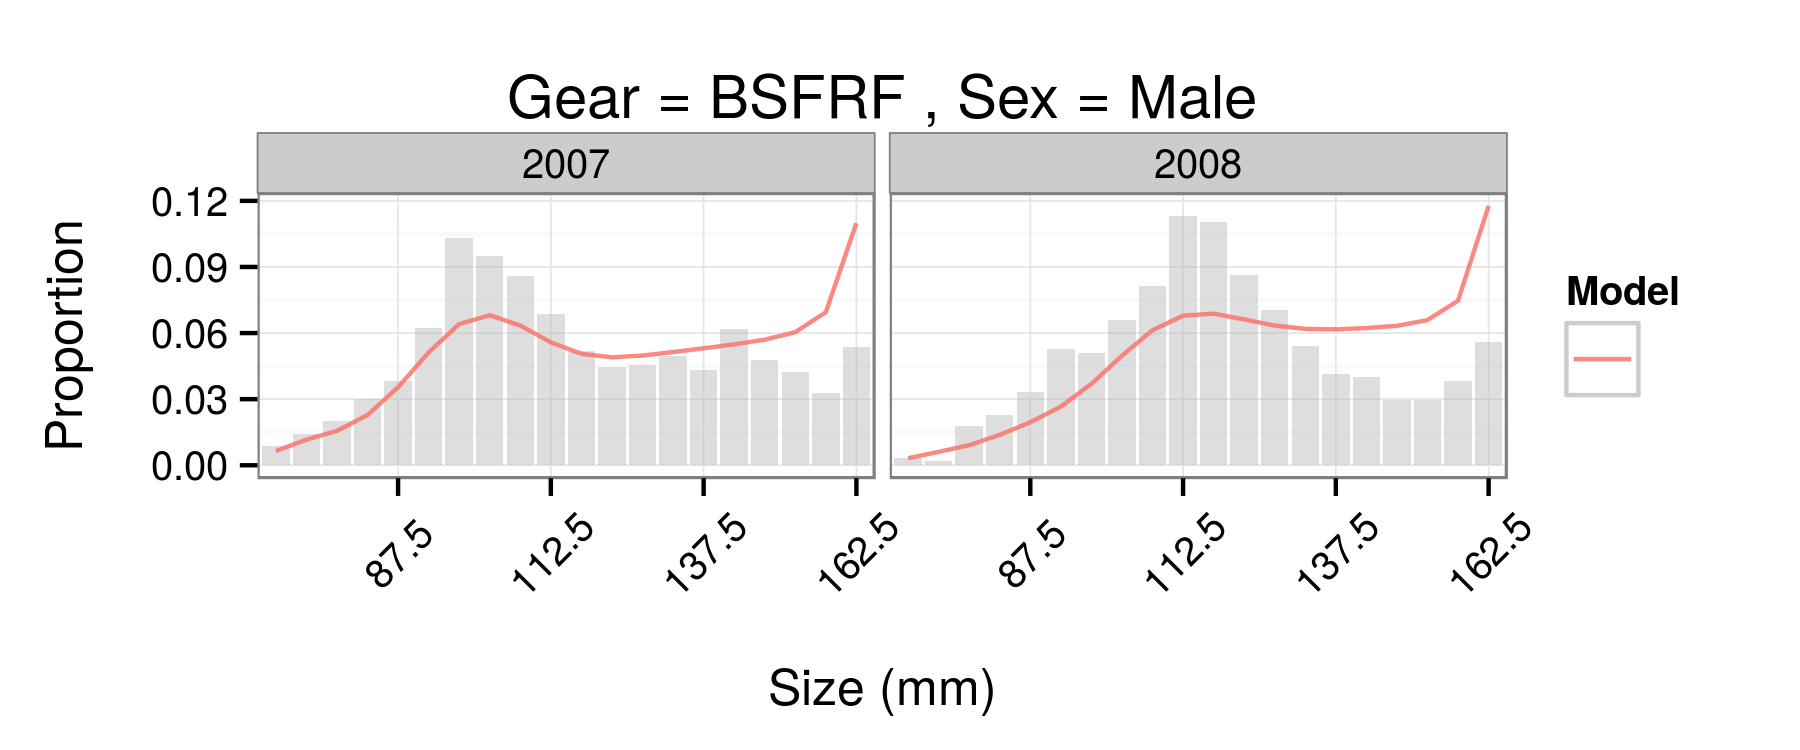 Gear = BSFRF , Sex = Male
2007 2008
0.12
0.09
0.06
0.03
0.00
Proportion
87.5 112.5 137.5 162.5 87.5 112.5 137.5 162.5
Size (mm)
Model